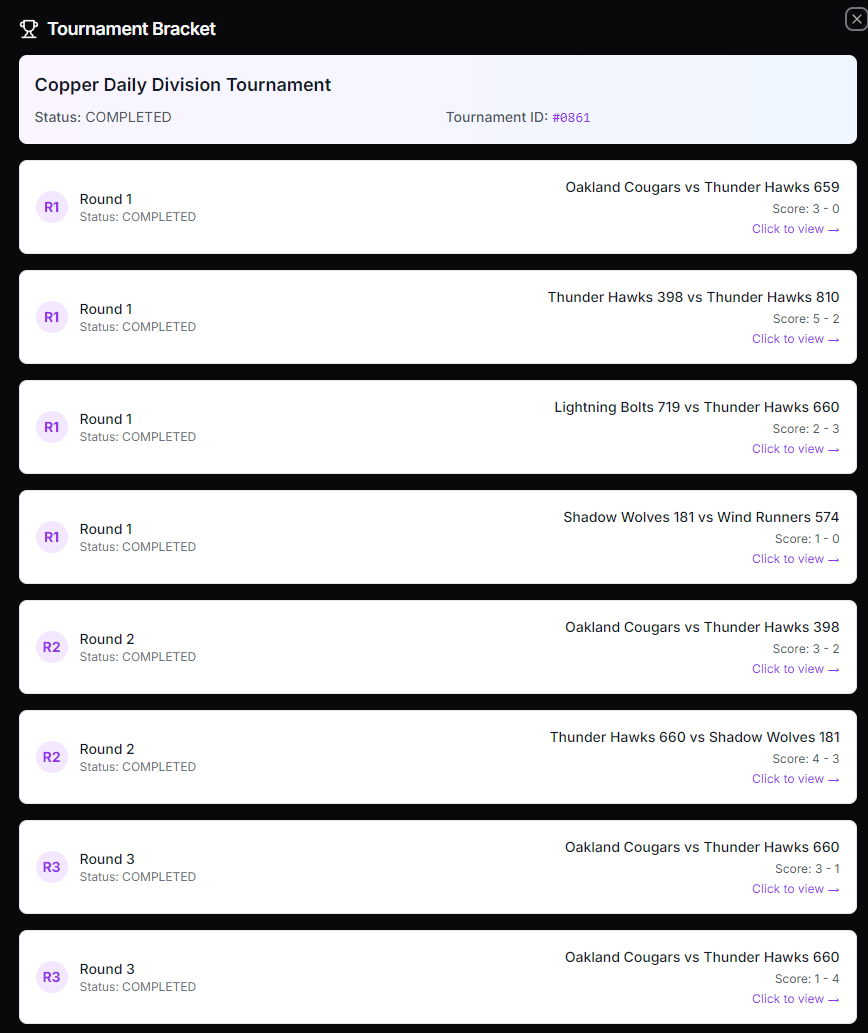 Tournament Bracket
Copper Daily Division Tournament
Status: COMPLETED
Tournament ID: #0861
R1
Round 1
Status: COMPLETED
Oakland Cougars vs Thunder Hawks 659
Score: 3 - 0
Click to view →
R1
Round 1
Status: COMPLETED
Thunder Hawks 398 vs Thunder Hawks 810
Score: 5 - 2
Click to view →
R1
Round 1
Status: COMPLETED
Lightning Bolts 719 vs Thunder Hawks 660
Score: 2 - 3
Click to view →
R1
Round 1
Status: COMPLETED
Shadow Wolves 181 vs Wind Runners 574
Score: 1 - 0
Click to view →
R2
Round 2
Status: COMPLETED
Oakland Cougars vs Thunder Hawks 398
Score: 3 - 2
Click to view →
R2
Round 2
Status: COMPLETED
Thunder Hawks 660 vs Shadow Wolves 181
Score: 4 - 3
Click to view →
R3
Round 3
Status: COMPLETED
Oakland Cougars vs Thunder Hawks 660
Score: 3 - 1
Click to view →
R3
Round 3
Status: COMPLETED
Oakland Cougars vs Thunder Hawks 660
Score: 1 - 4
Click to view →